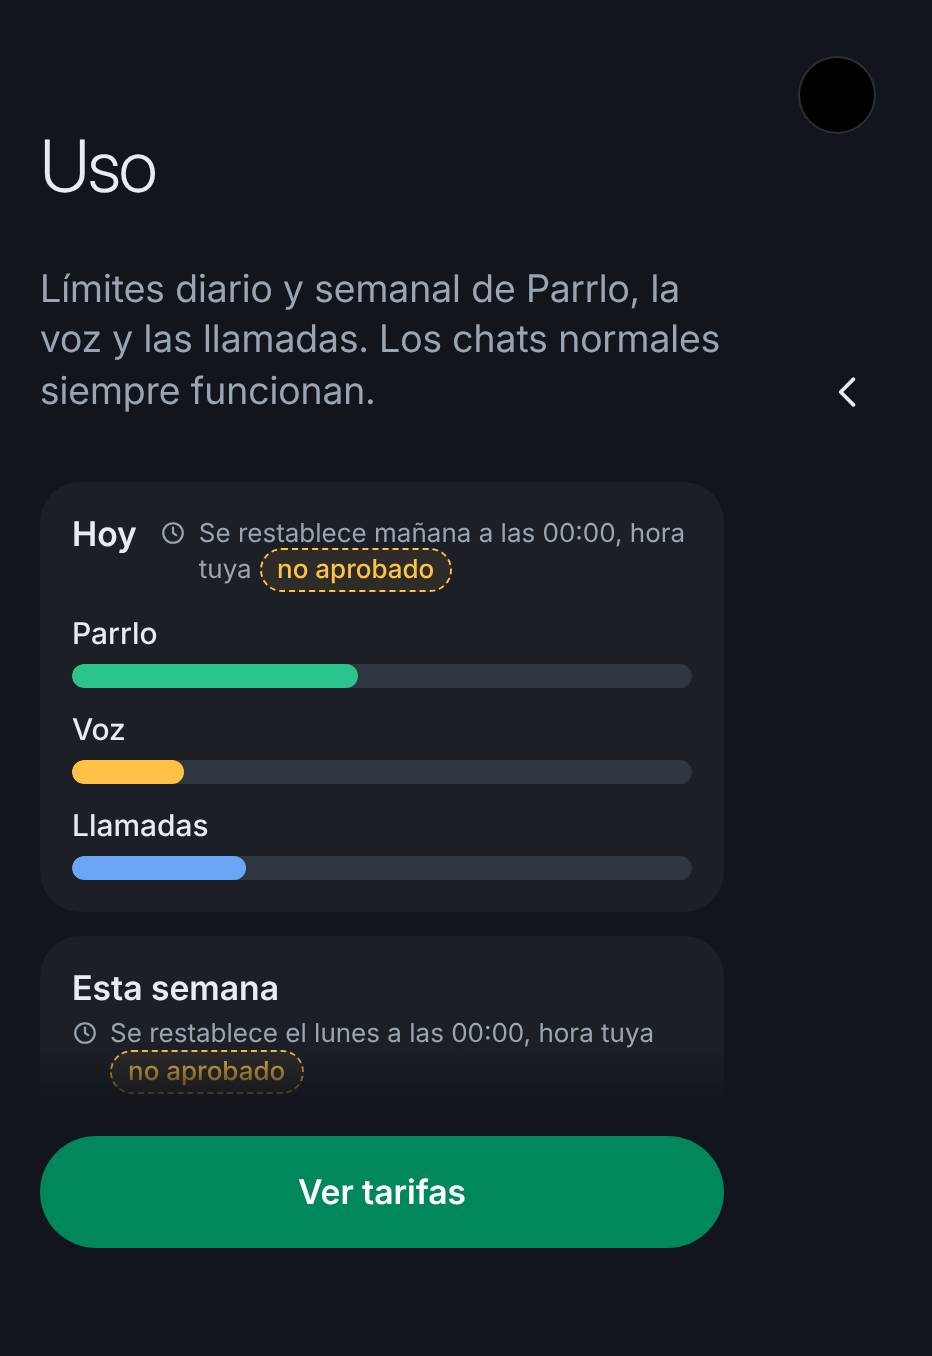 Uso
Límites diario y semanal de Parrlo, la
voz y las llamadas. Los chats normales
siempre funcionan.
Hoy Se restablece mañana a las 00:00, hora
tuya no aprobado
Parrlo
Voz
Llamadas
Esta semana
Se restablece el lunes a las 00:00, hora tuya
no aprobado
Ver tarifas